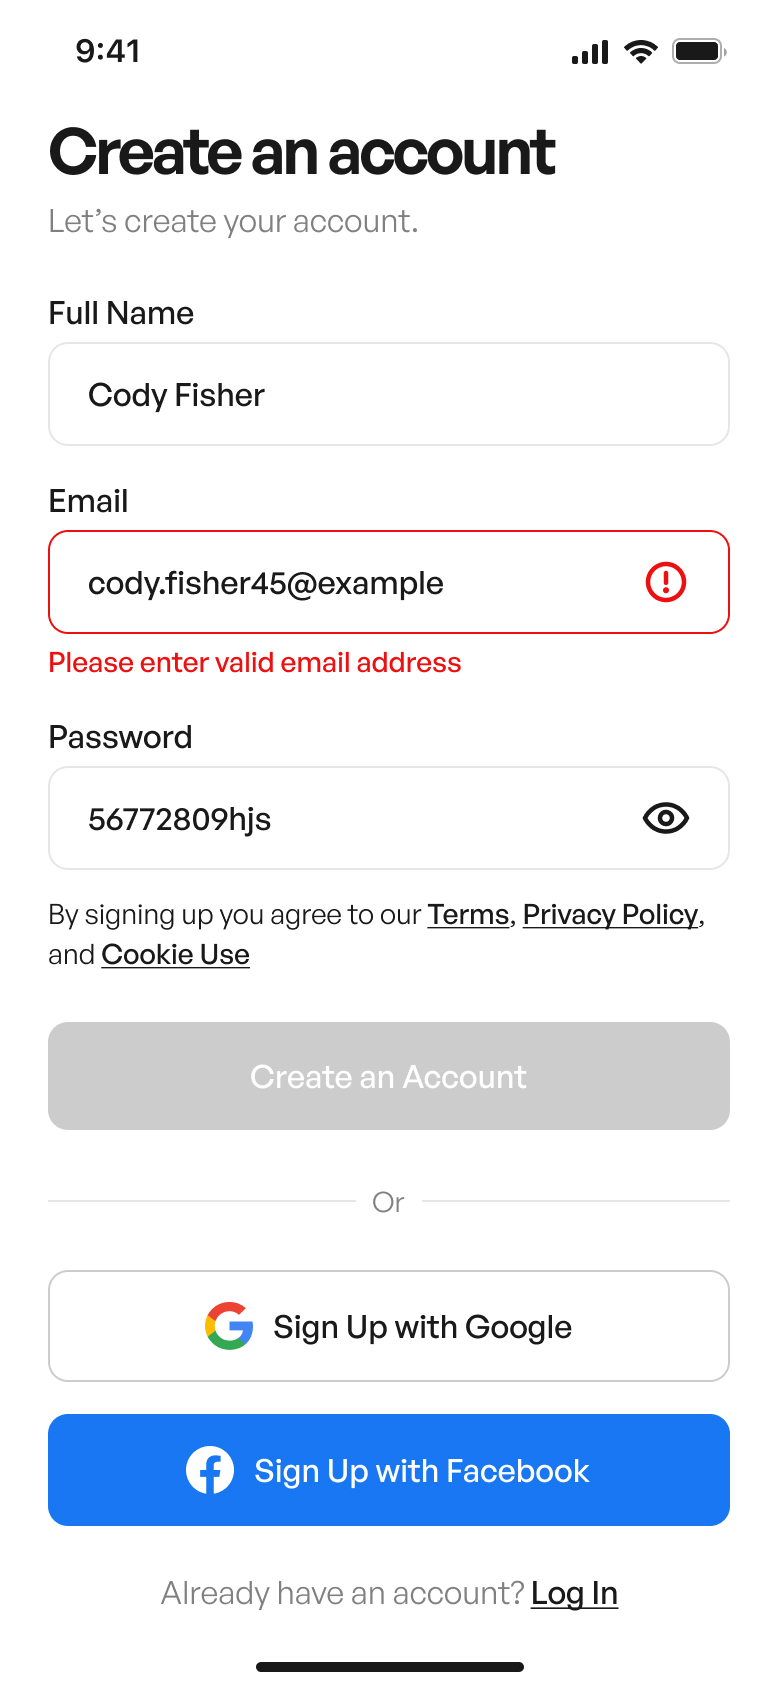 9:41
Create an account
Let’s create your account.
Full Name
Cody Fisher
Email
cody.fisher45@example
Please enter valid email address
Password
56772809hjs
By signing up you agree to our Terms, Privacy Policy,
and Cookie Use
Create an Account
Or
Sign Up with Google
Sign Up with Facebook
Already have an account? Log In